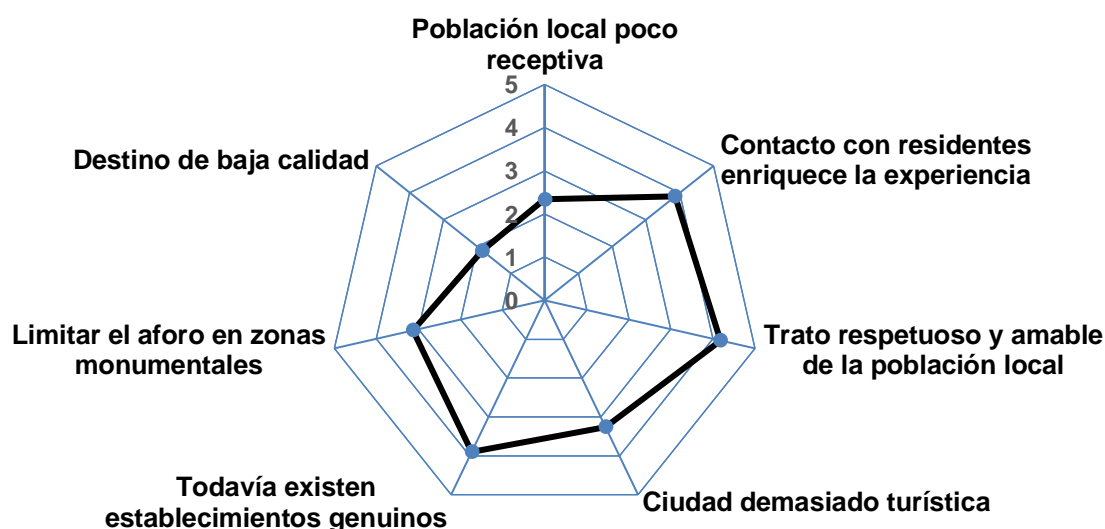 Población local poco
receptiva
5
4
3
2
1
0
Contacto con residentes
enriquece la experiencia
Trato respetuoso y amable
de la población local
Ciudad demasiado turística
Todavía existen
establecimientos genuinos
Limitar el aforo en zonas
monumentales
Destino de baja calidad